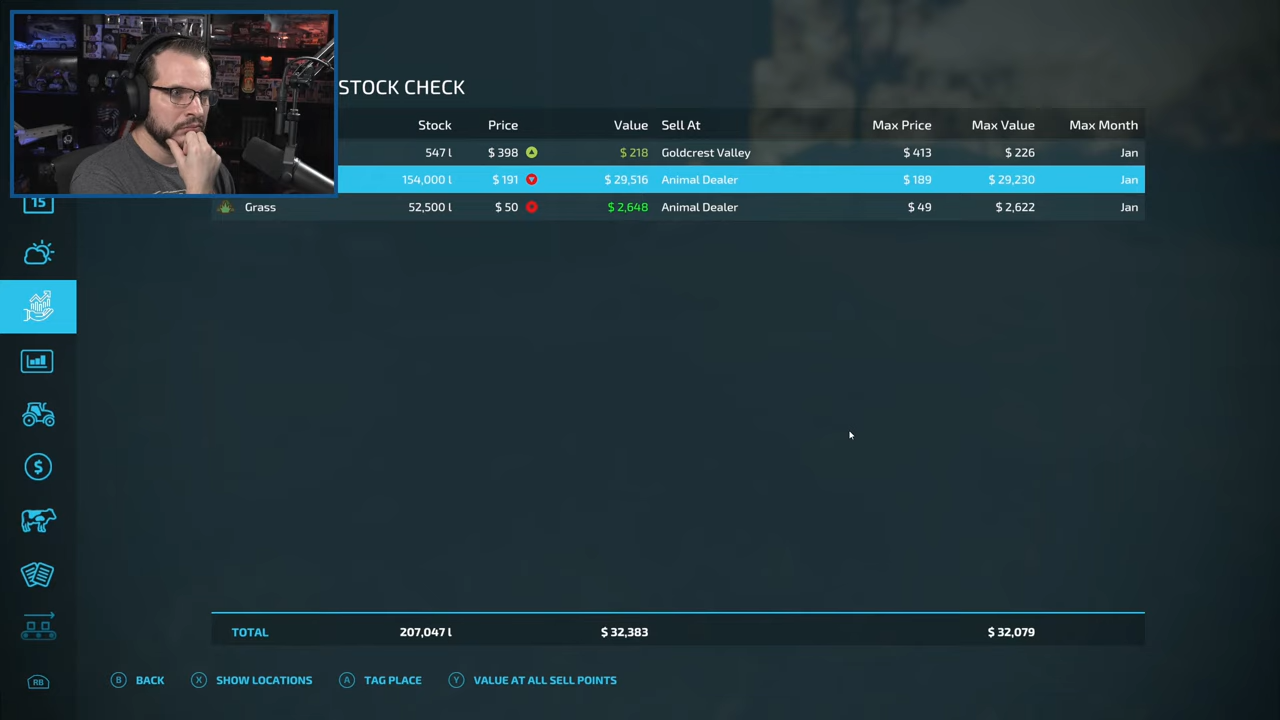 STOCK CHECK
Stock Price Value Sell At Max Price Max Value Max Month
547 l $ 398 $ 218 Goldcrest Valley $ 413 $ 226 Jan
154,000 l $ 191 $ 29,516 Animal Dealer $ 189 $ 29,230 Jan
Grass 52,500 l $ 50 $ 2,648 Animal Dealer $ 49 $ 2,622 Jan
15
$
TOTAL 207,047 l $ 32,383 $ 32,079
RB
B BACK X SHOW LOCATIONS A TAG PLACE Y VALUE AT ALL SELL POINTS